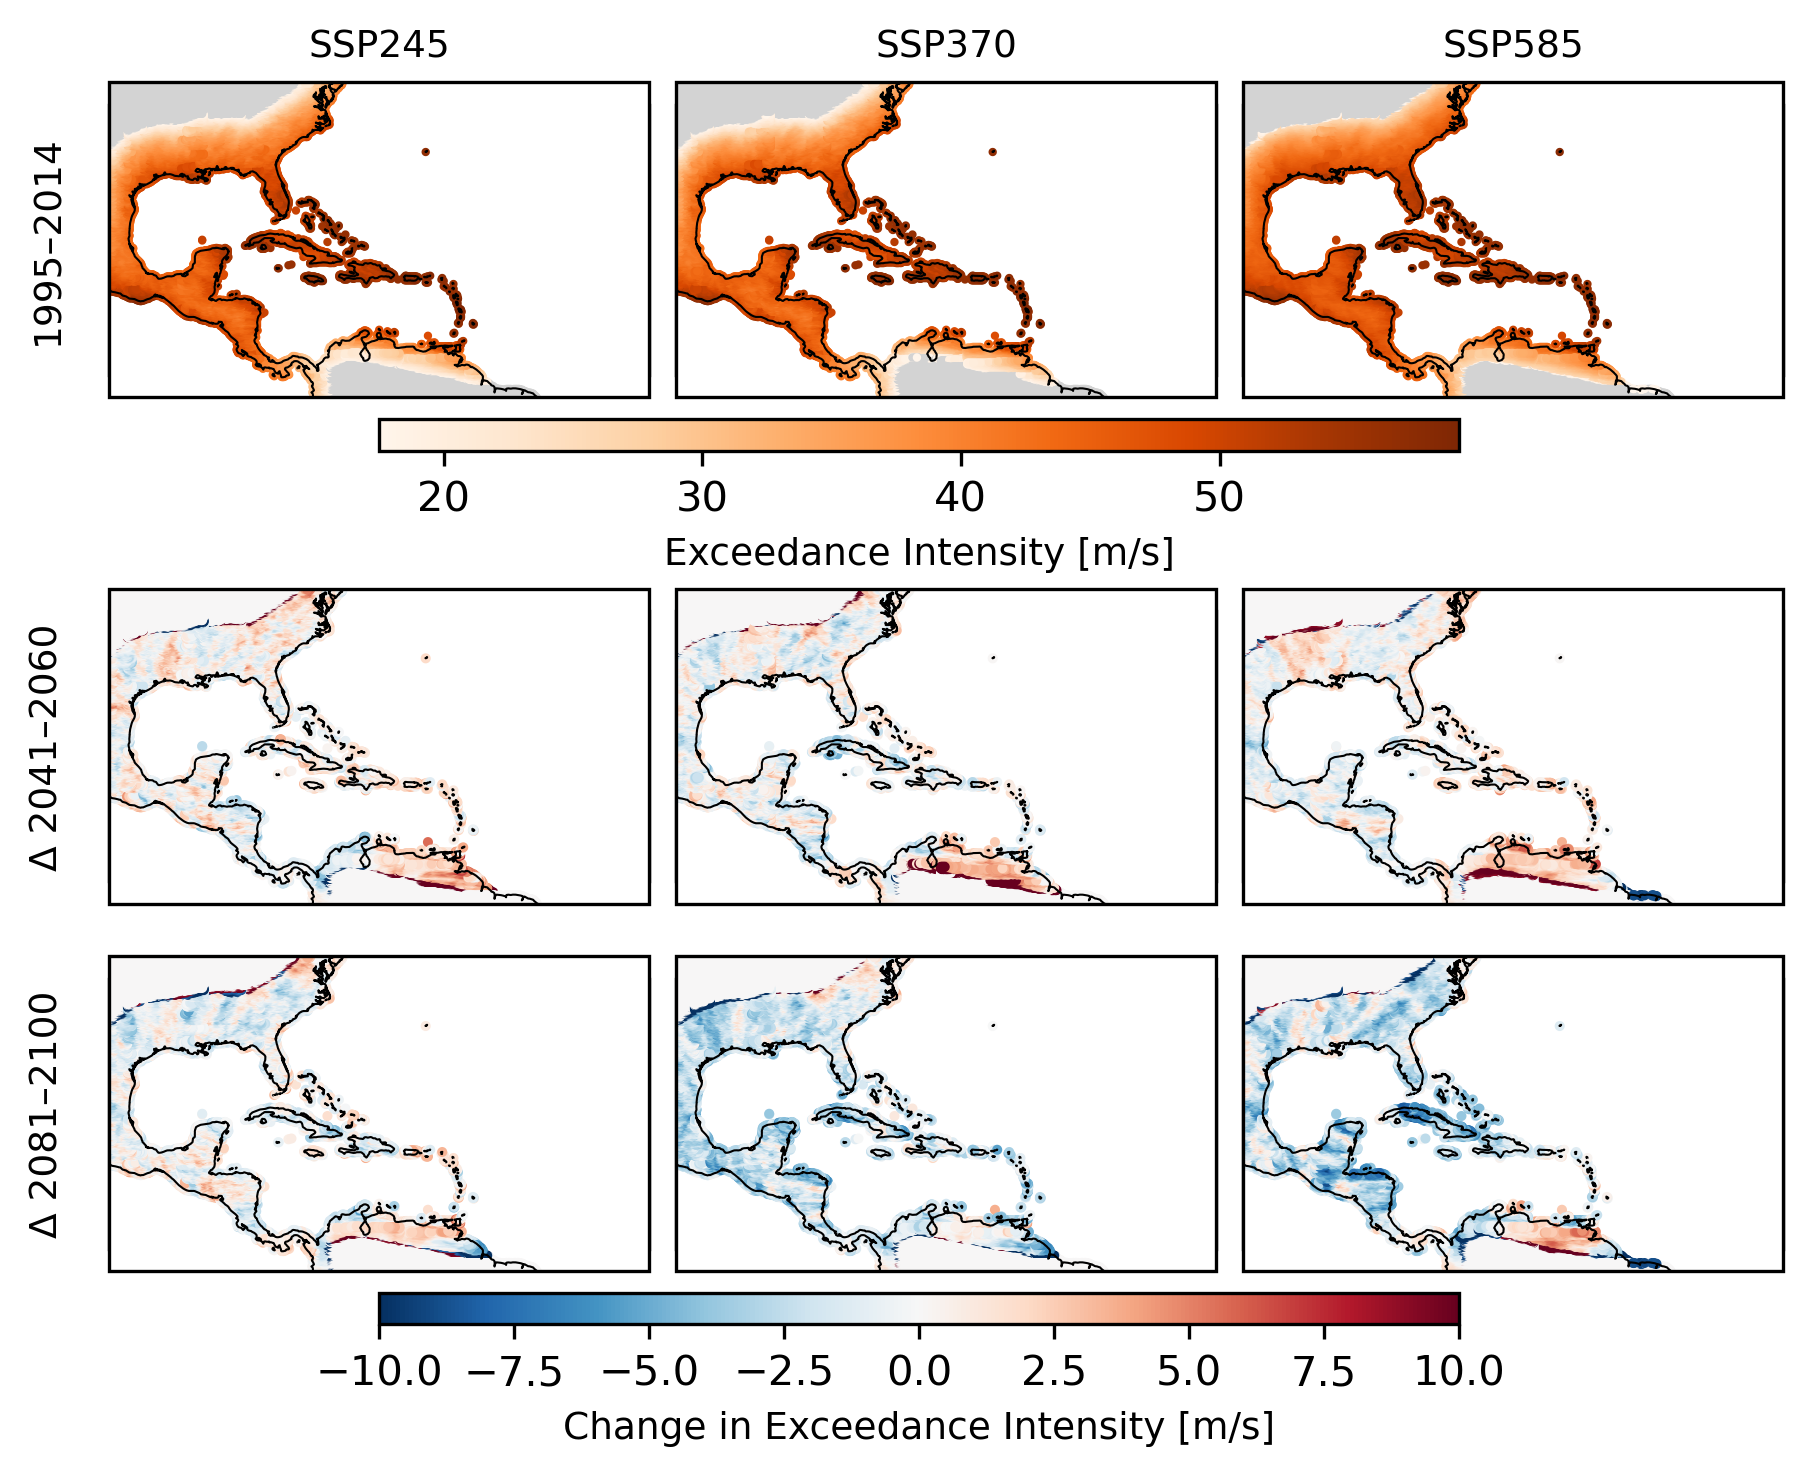 SSP245 SSP370 SSP585
1995–2014
20 30 40 50
Exceedance Intensity [m/s]
Δ 2041–2060
Δ 2081–2100
−10.0 −7.5 −5.0 −2.5 0.0 2.5 5.0 7.5 10.0
Change in Exceedance Intensity [m/s]